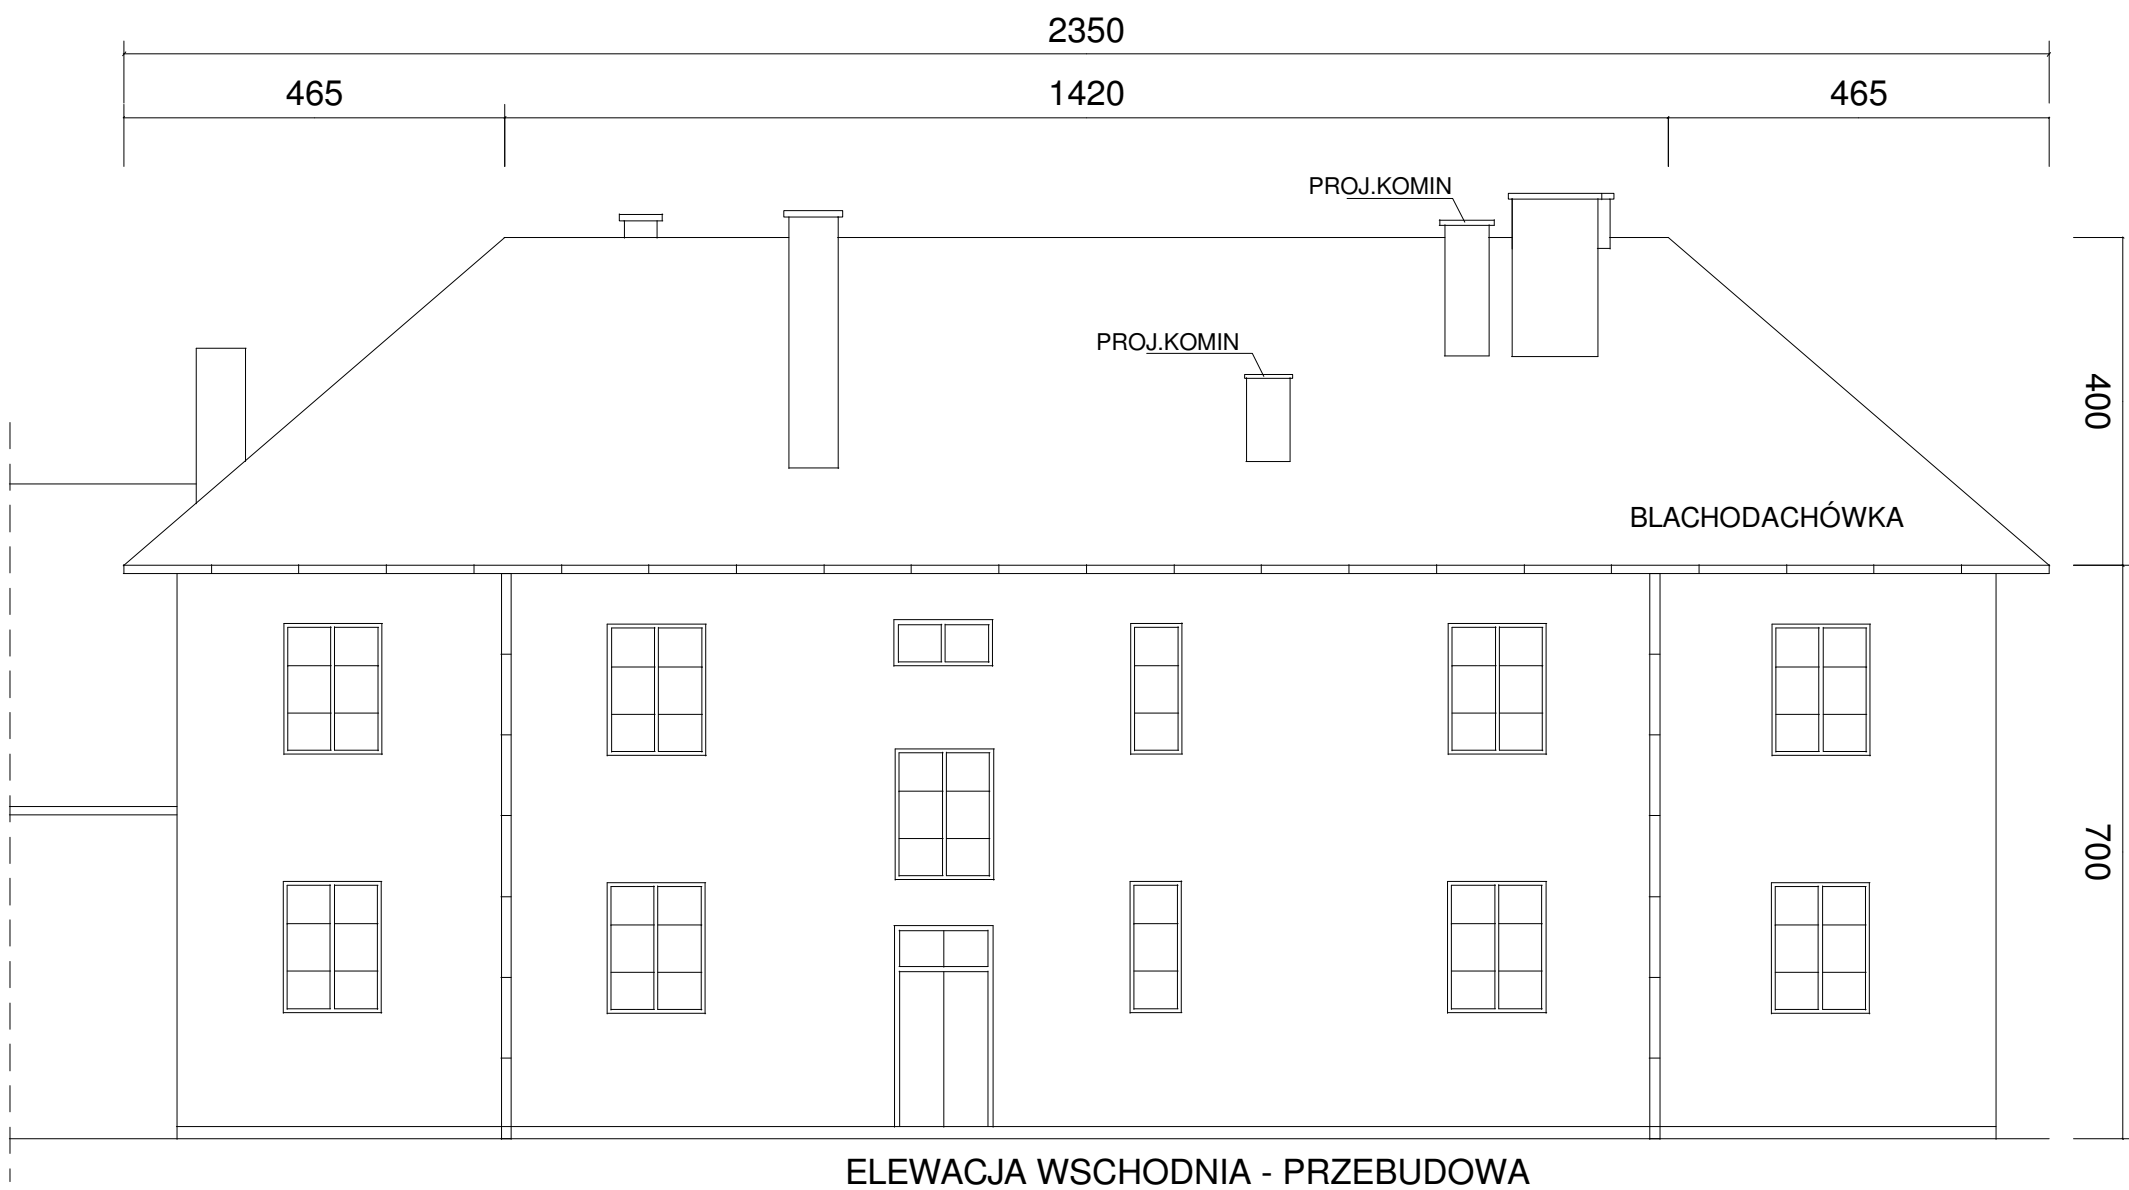 2350
465 1420 465
PROJ.KOMIN
PROJ.KOMIN
400
BLACHODACHÓWKA
700
ELEWACJA WSCHODNIA - PRZEBUDOWA